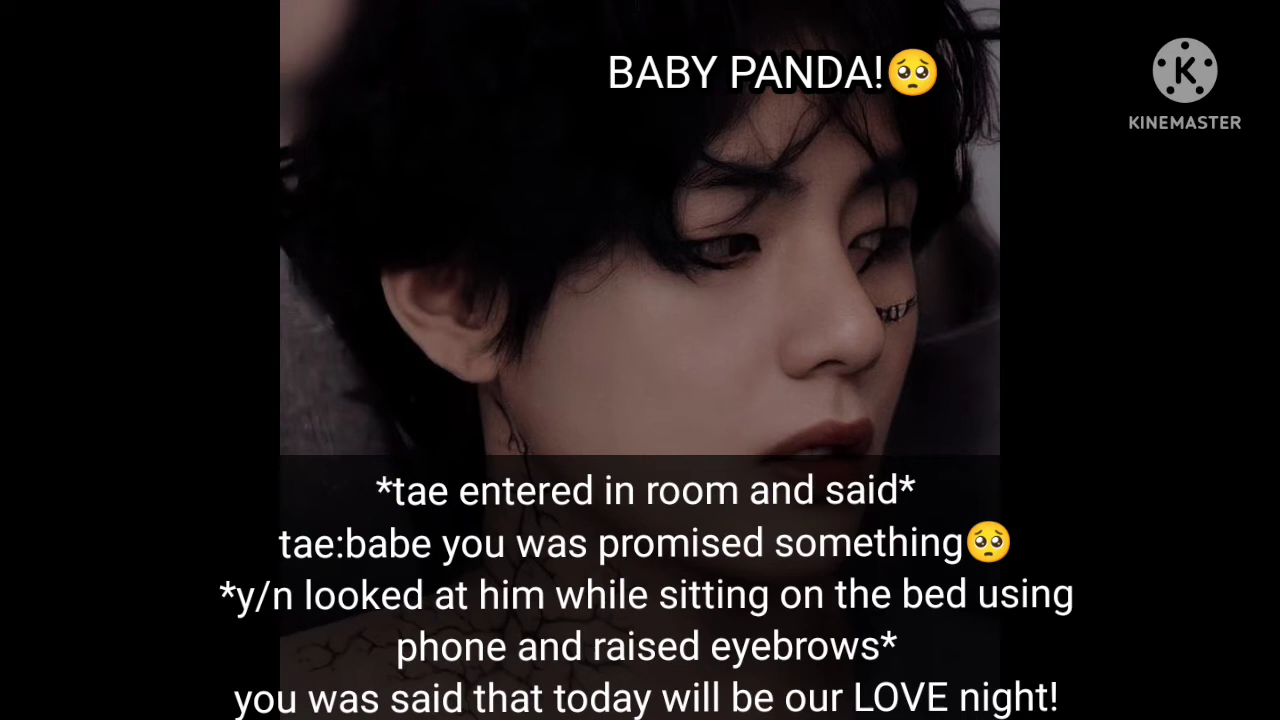 BABY PANDA!🥺
KINEMASTER
*tae entered in room and said*
tae:babe you was promised something🥺
*y/n looked at him while sitting on the bed using
phone and raised eyebrows*
you was said that today will be our LOVE night!